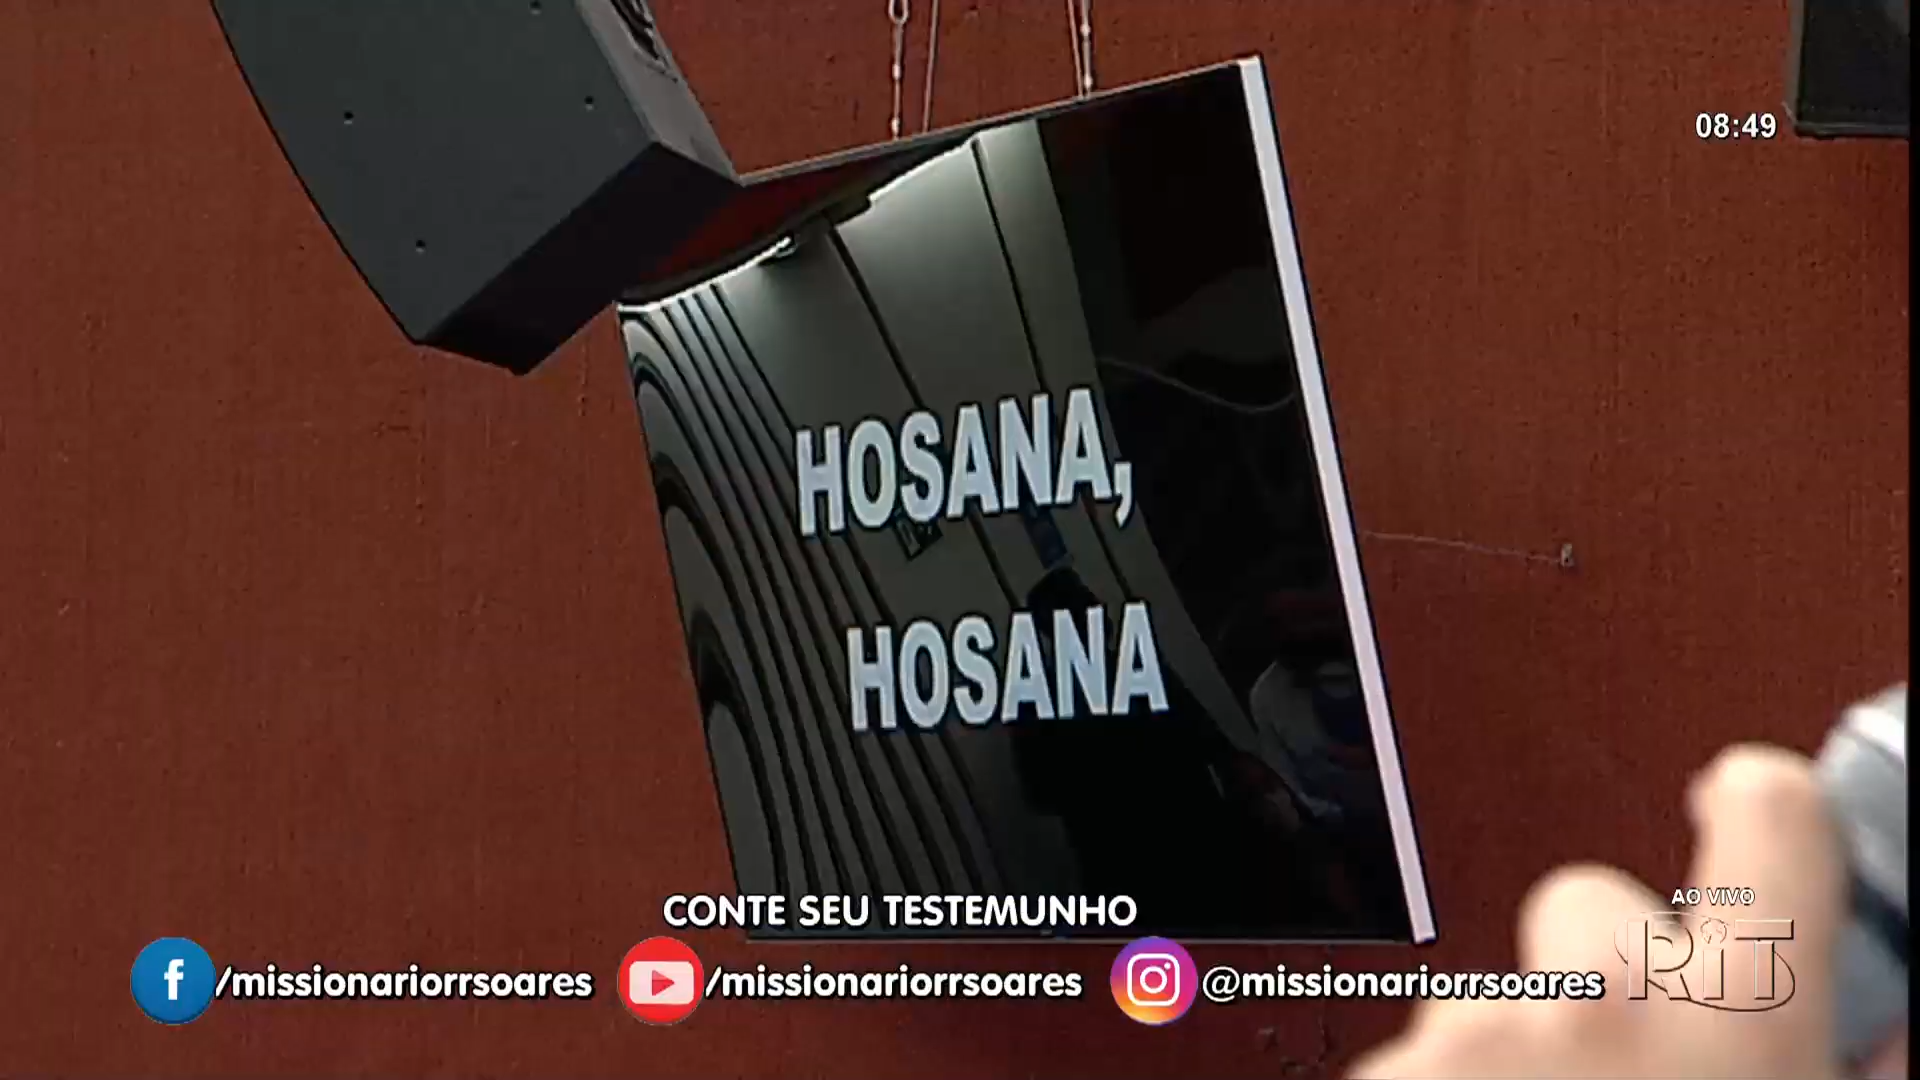 08:49
HOSANA,
HOSANA
CONTE SEU TESTEMUNHO
/missionariorrsoares /missionariorrsoares @missionariorrsoares
AO VIVO
RiT